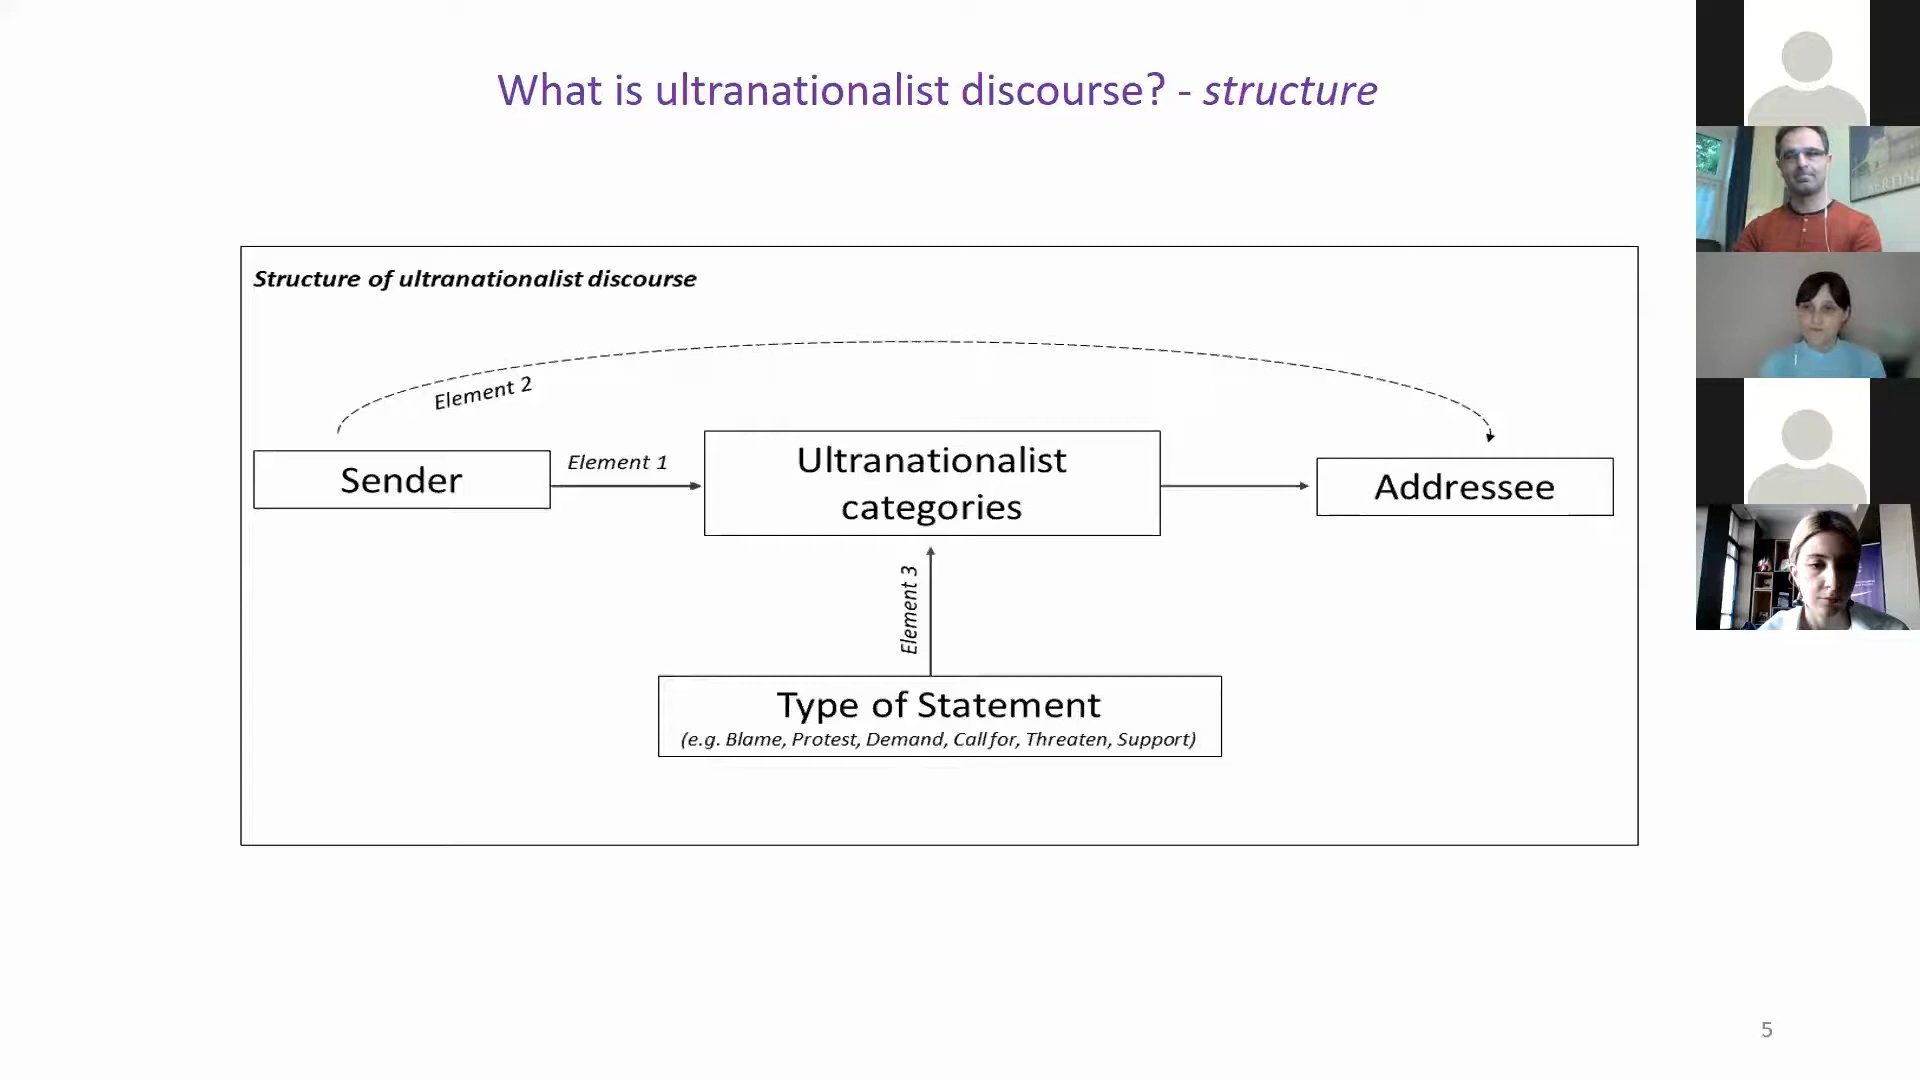 What is ultranationalist discourse? - structure
Structure of ultranationalist discourse
Element 2
Sender
Element 1
Ultranationalist
categories
Addressee
Element 3
Type of Statement
(e.g. Blame, Protest, Demand, Call for, Threaten, Support)
5